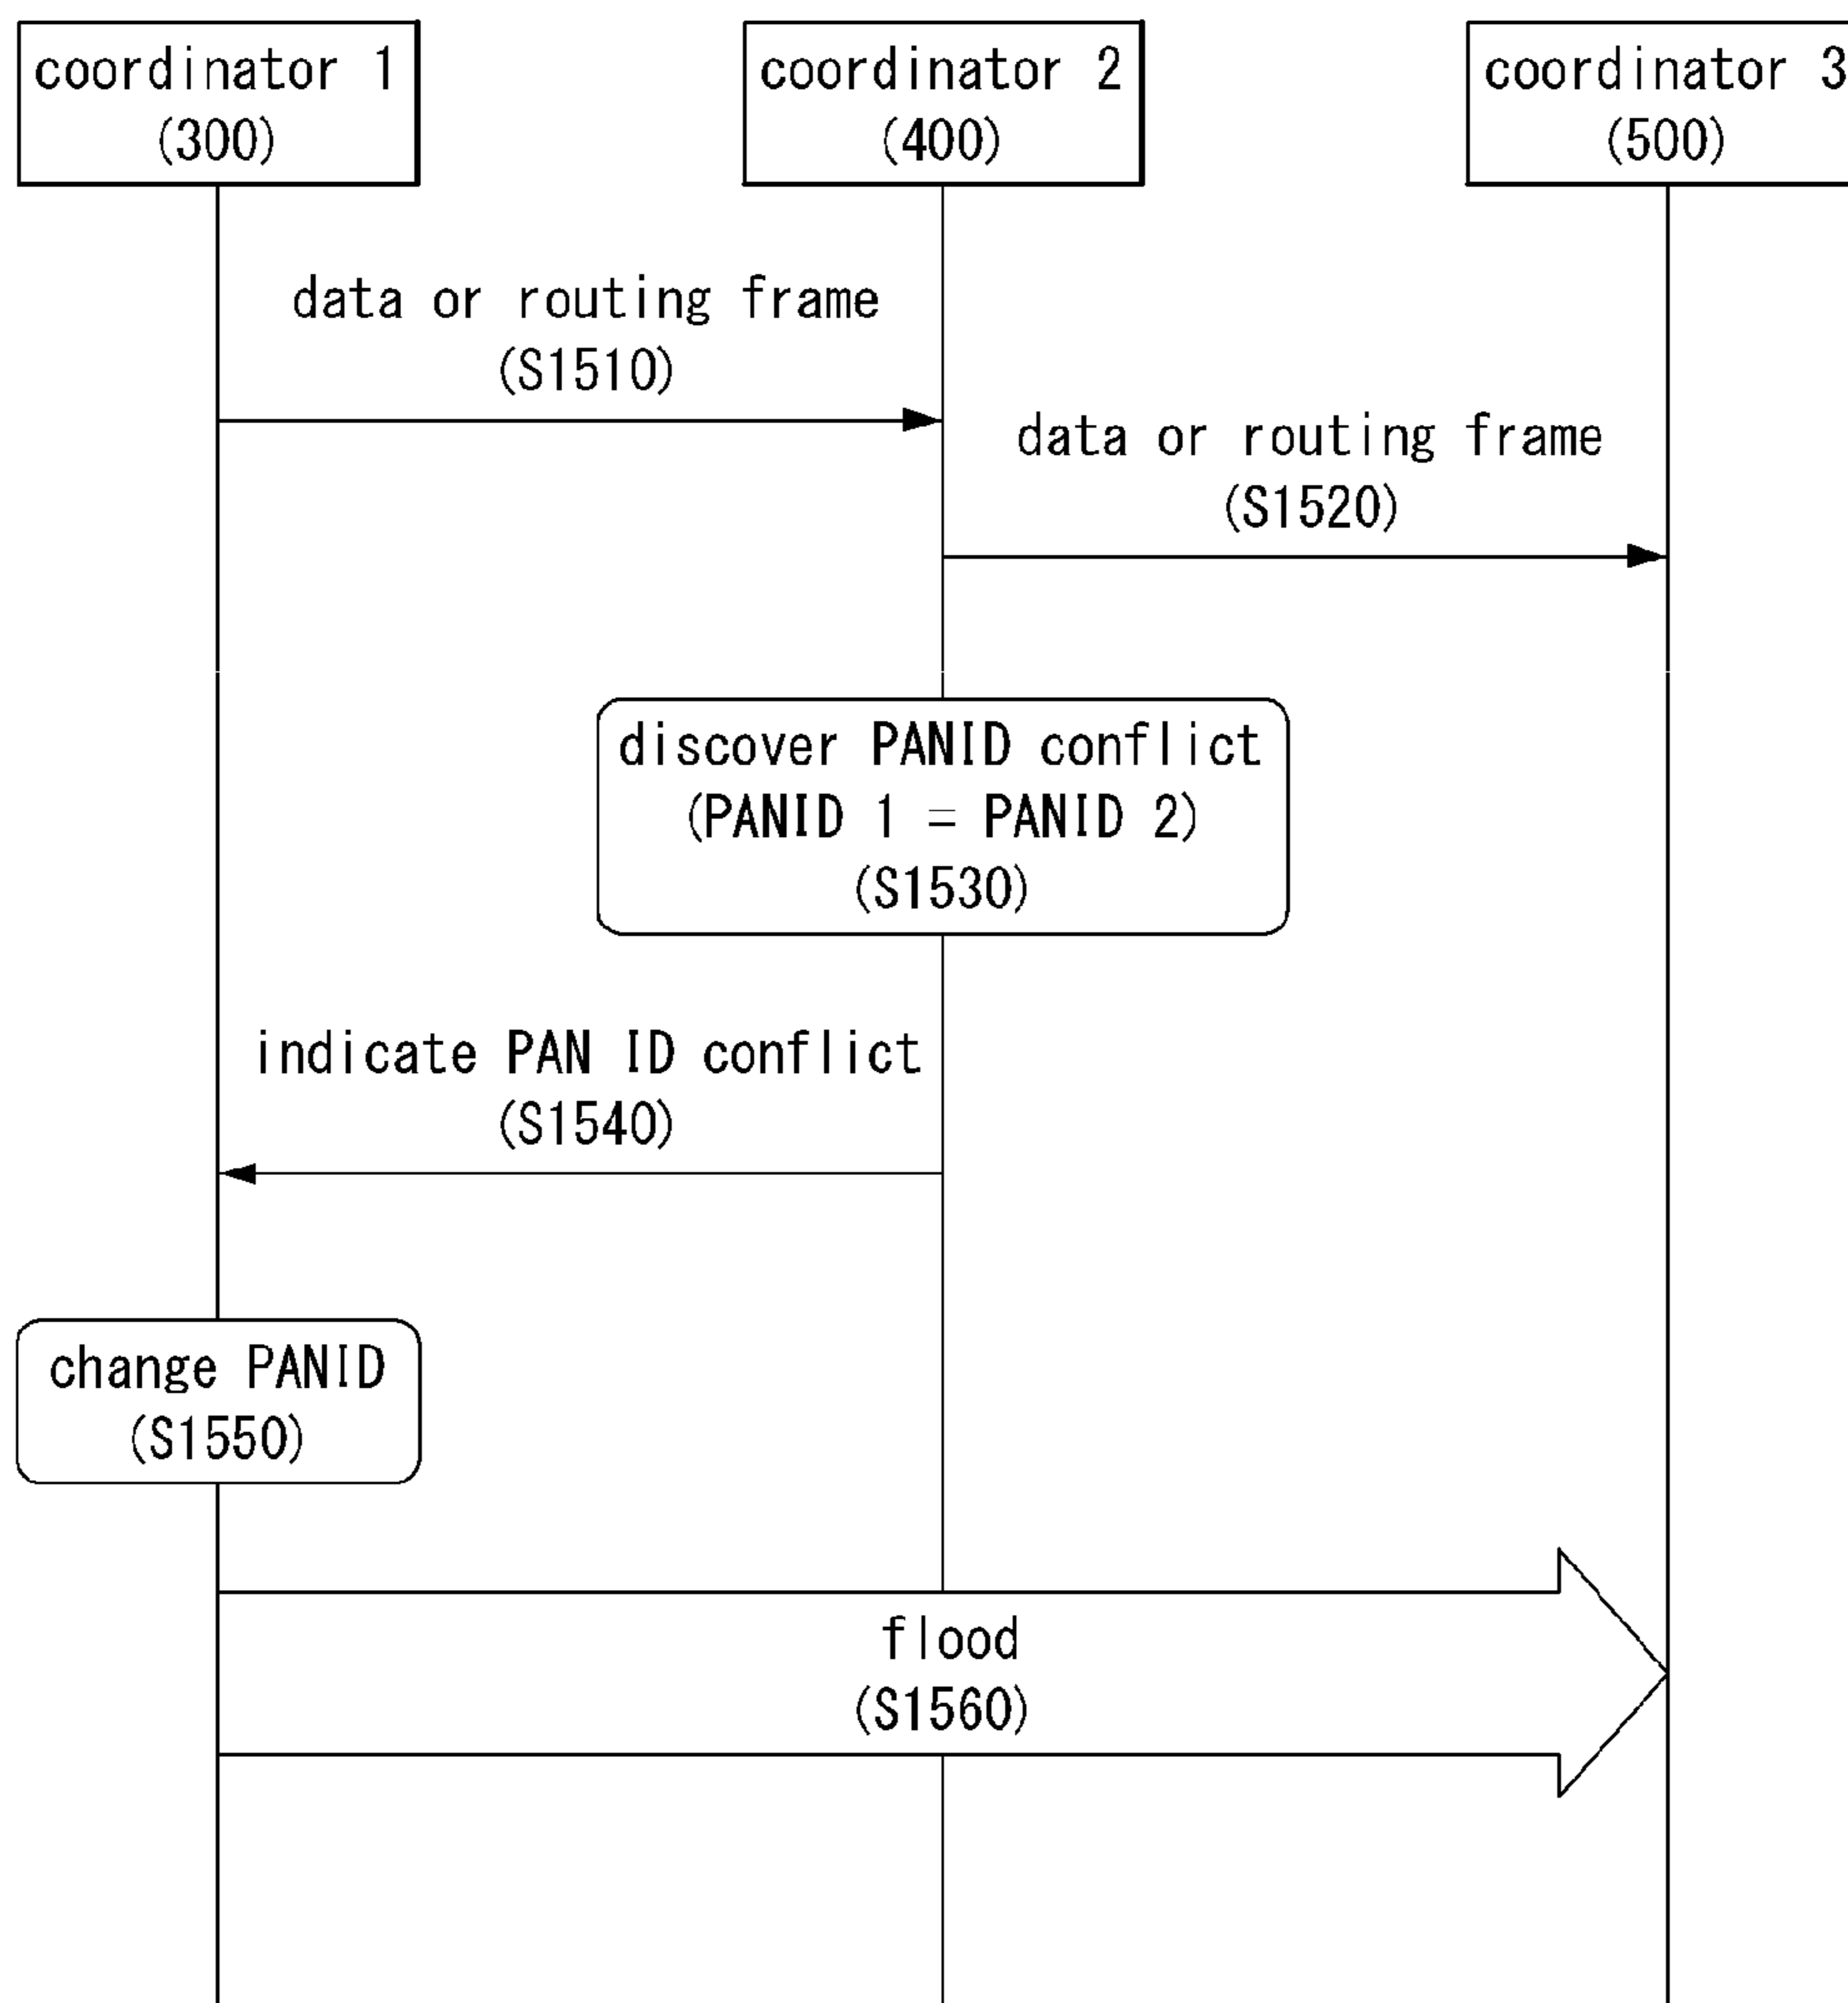 coordinator 1
(300)
coordinator 2
(400)
coordinator 3
(500)
data or routing frame
(S1510)
data or routing frame
(S1520)
discover PANID conflict
(PANID 1 = PANID 2)
(S1530)
indicate PAN ID conflict
(S1540)
change PANID
(S1550)
flood
(S1560)